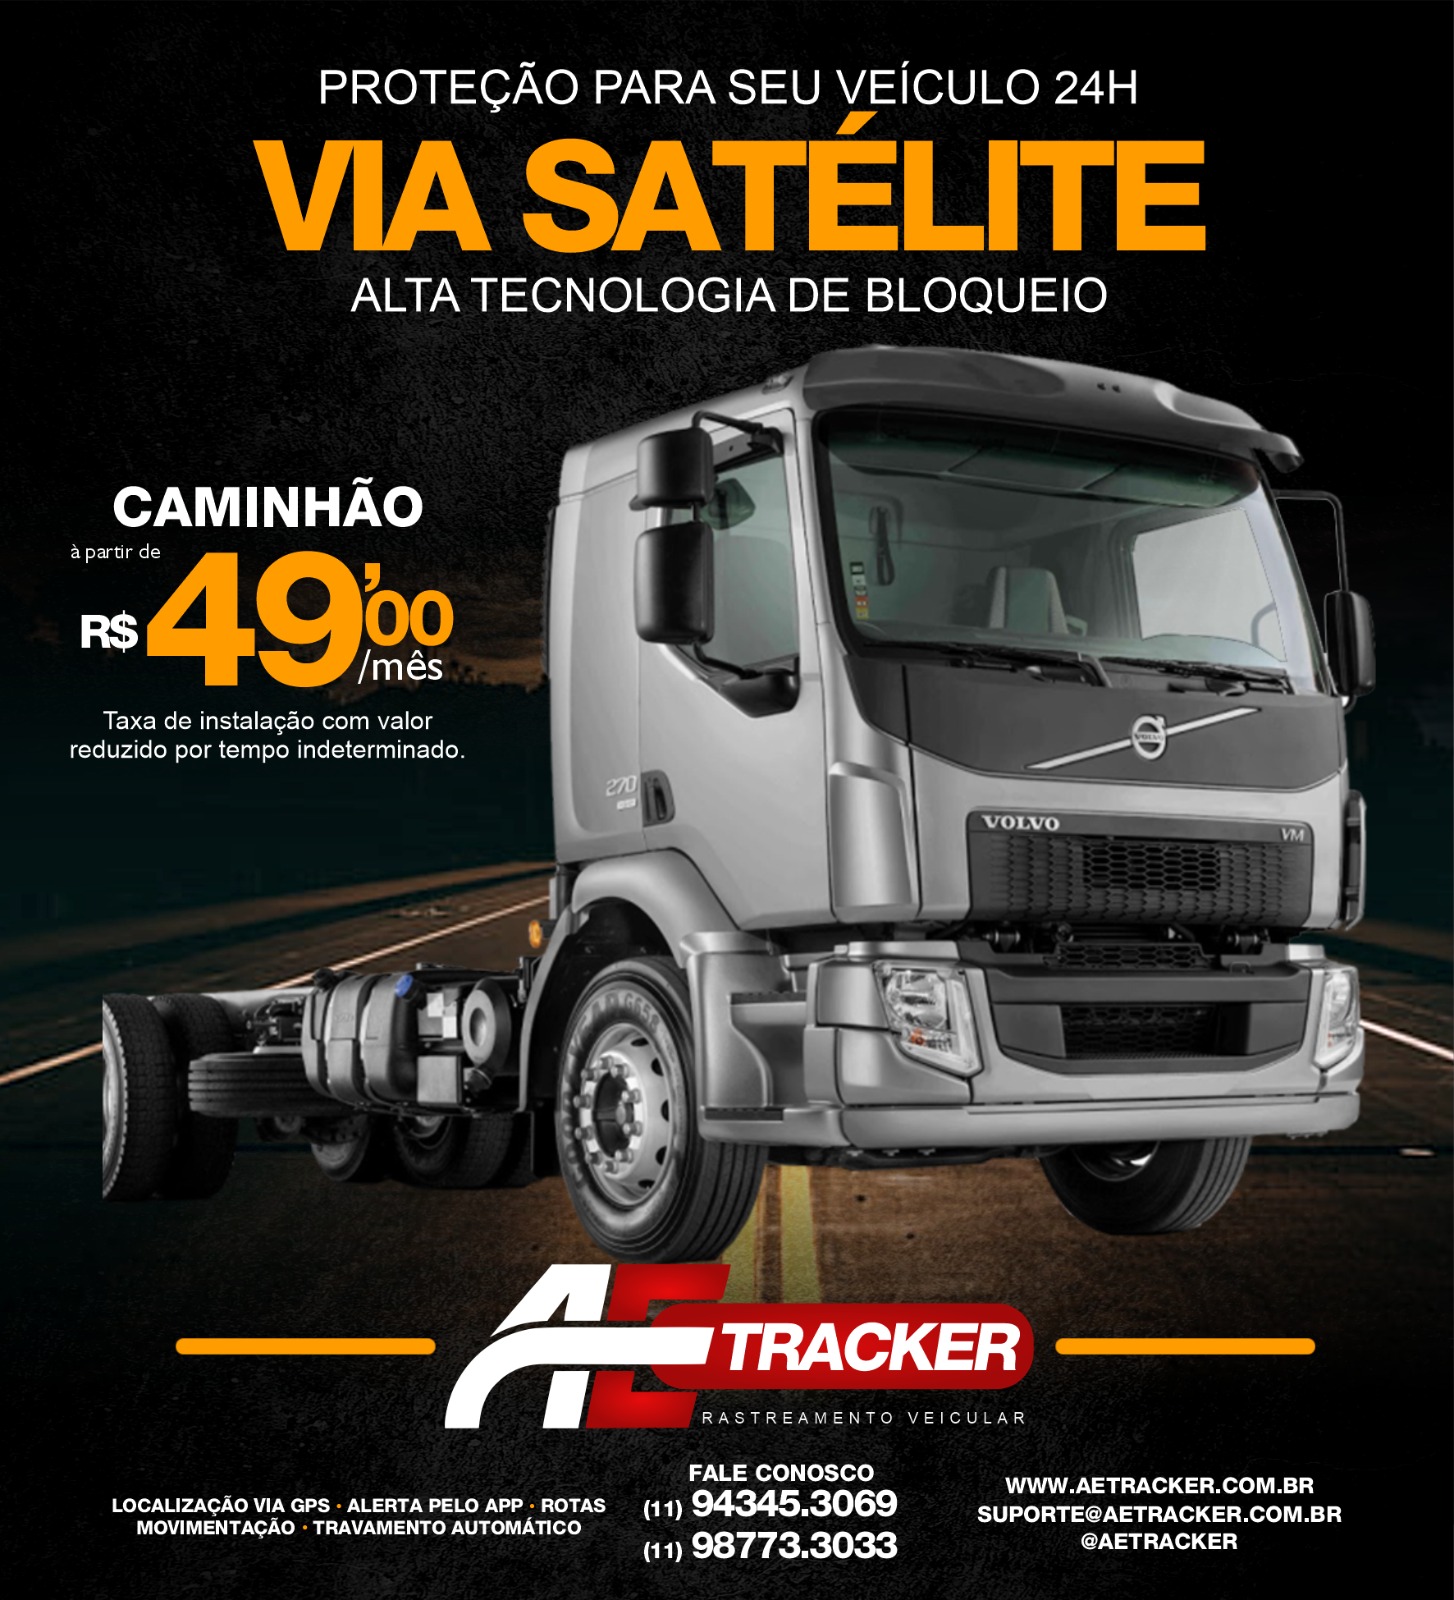 PROTEÇÃO PARA SEU VEÍCULO 24H
VIA SATÉLITE
ALTA TECNOLOGIA DE BLOQUEIO
CAMINHÃO
à partir de
R$ 49,00
/mês
Taxa de instalação com valor
reduzido por tempo indeterminado.
270
VOLVO
VOLVO
VM
AE TRACKER
RASTREAMENTO VEICULAR
LOCALIZAÇÃO VIA GPS • ALERTA PELO APP • ROTAS
MOVIMENTAÇÃO • TRAVAMENTO AUTOMÁTICO
FALE CONOSCO
(11) 94345.3069
(11) 98773.3033
WWW.AETRACKER.COM.BR
SUPORTE@AETRACKER.COM.BR
@AETRACKER